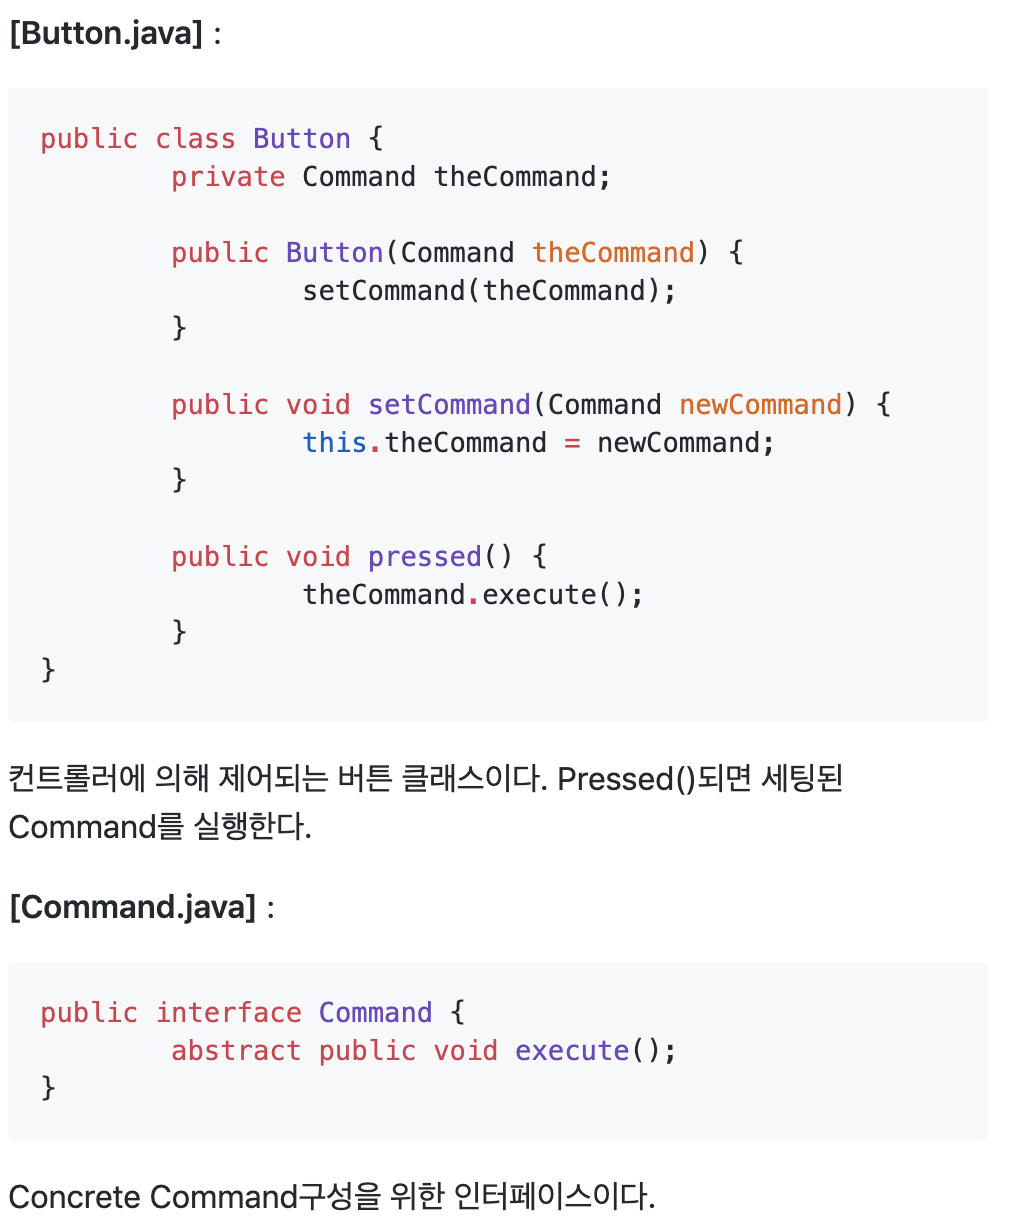 [Button.java] :
public class Button {
        private Command theCommand;

        public Button(Command theCommand) {
                setCommand(theCommand);
        }

        public void setCommand(Command newCommand) {
                this.theCommand = newCommand;
        }

        public void pressed() {
                theCommand.execute();
        }
}
컨트롤러에 의해 제어되는 버튼 클래스이다. Pressed()되면 세팅된
Command를 실행한다.
[Command.java] :
public interface Command {
        abstract public void execute();
}
Concrete Command구성을 위한 인터페이스이다.